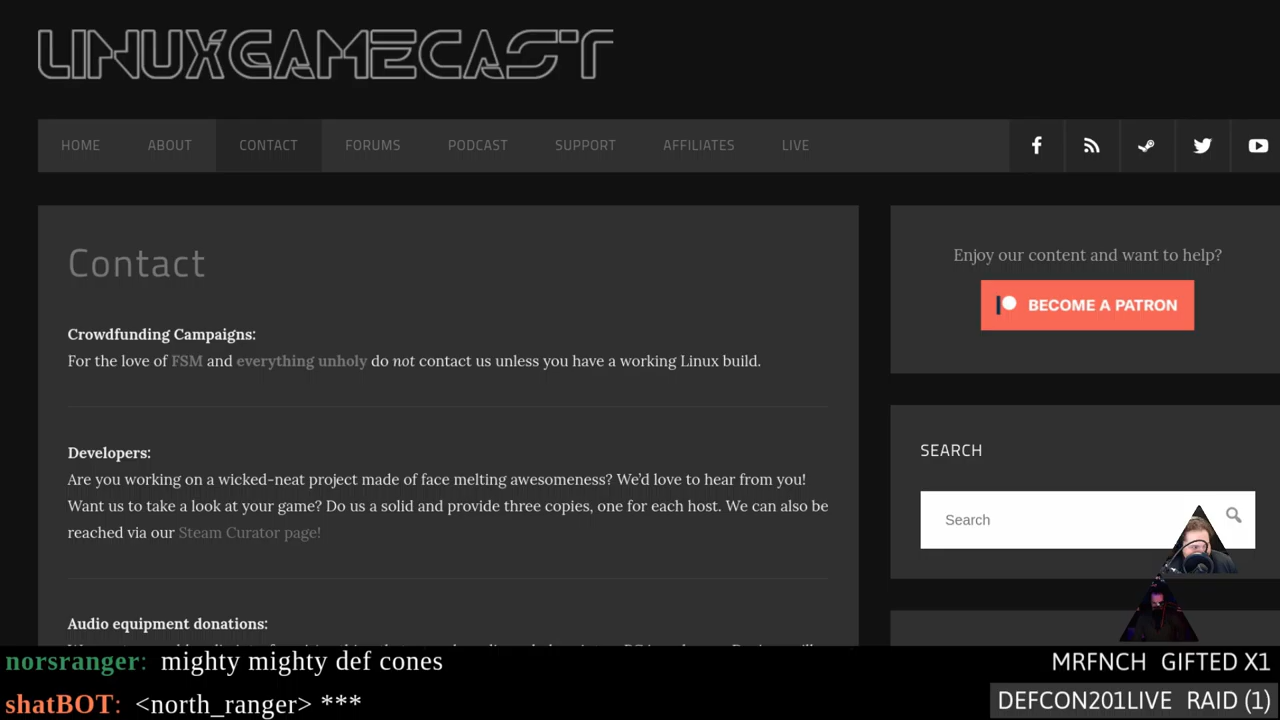 LINUXGAMECAST
HOME ABOUT CONTACT FORUMS PODCAST SUPPORT AFFILIATES LIVE
Contact
Crowdfunding Campaigns:
For the love of FSM and everything unholy do not contact us unless you have a working Linux build.
Developers:
Are you working on a wicked-neat project made of face melting awesomeness? We'd love to hear from you!
Want us to take a look at your game? Do us a solid and provide three copies, one for each host. We can also be
reached via our Steam Curator page!
Audio equipment donations:
Enjoy our content and want to help?
BECOME A PATRON
SEARCH
Search
norsranger: mighty mighty def cones
shatBOT: <north_ranger> ***
MRFNCH GIFTED X1
DEFCON201LIVE RAID (1)